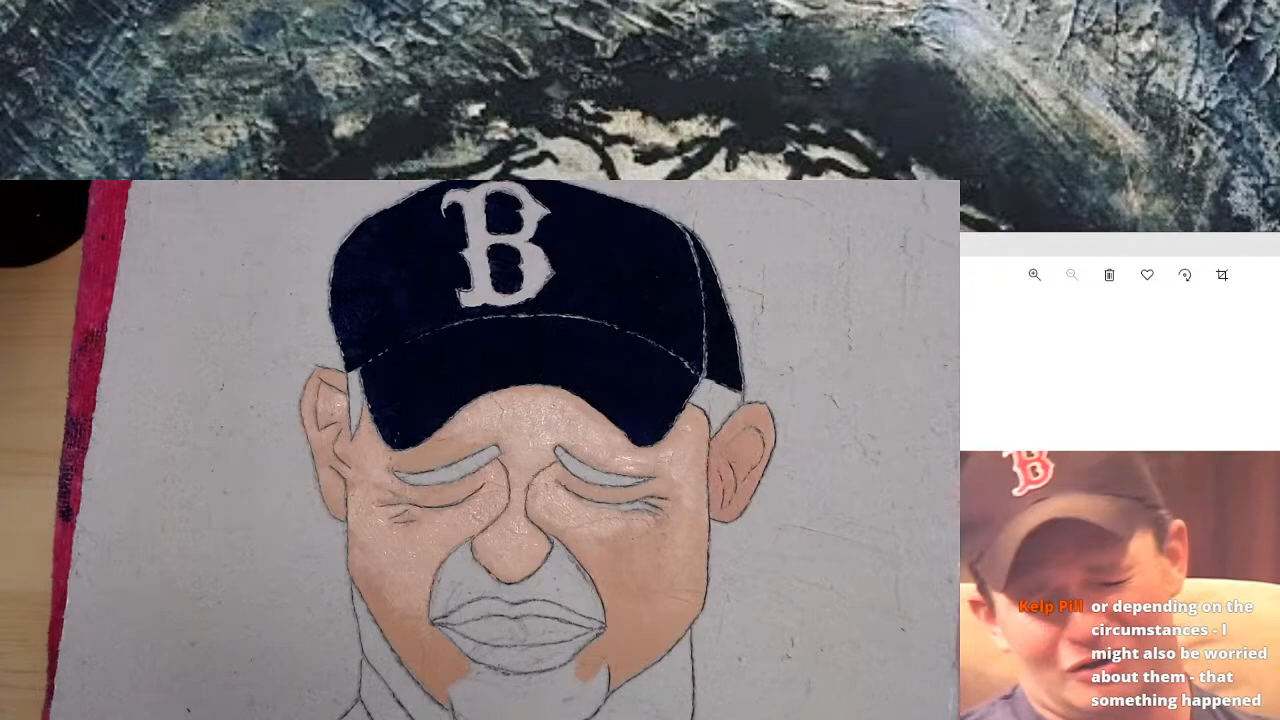 B
B
Kelp Pill or depending on the
circumstances - I
might also be worried
about them - that
something happened